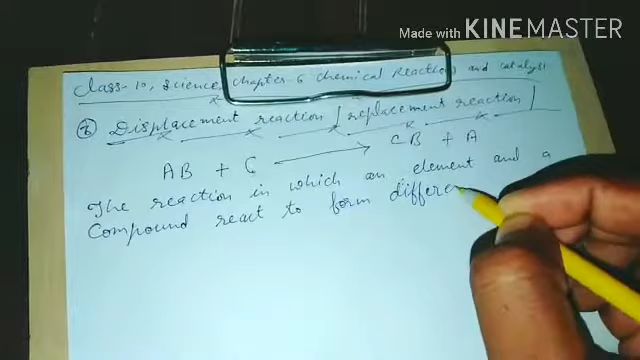 Made with KINEMASTER
Class-10, Science, chapter-6 Chemical Reaction and catalyst
⑥ Displacement reaction [replacement reaction]
AB + C → CB + A
The reaction in which an element and a
Compound react to form differe